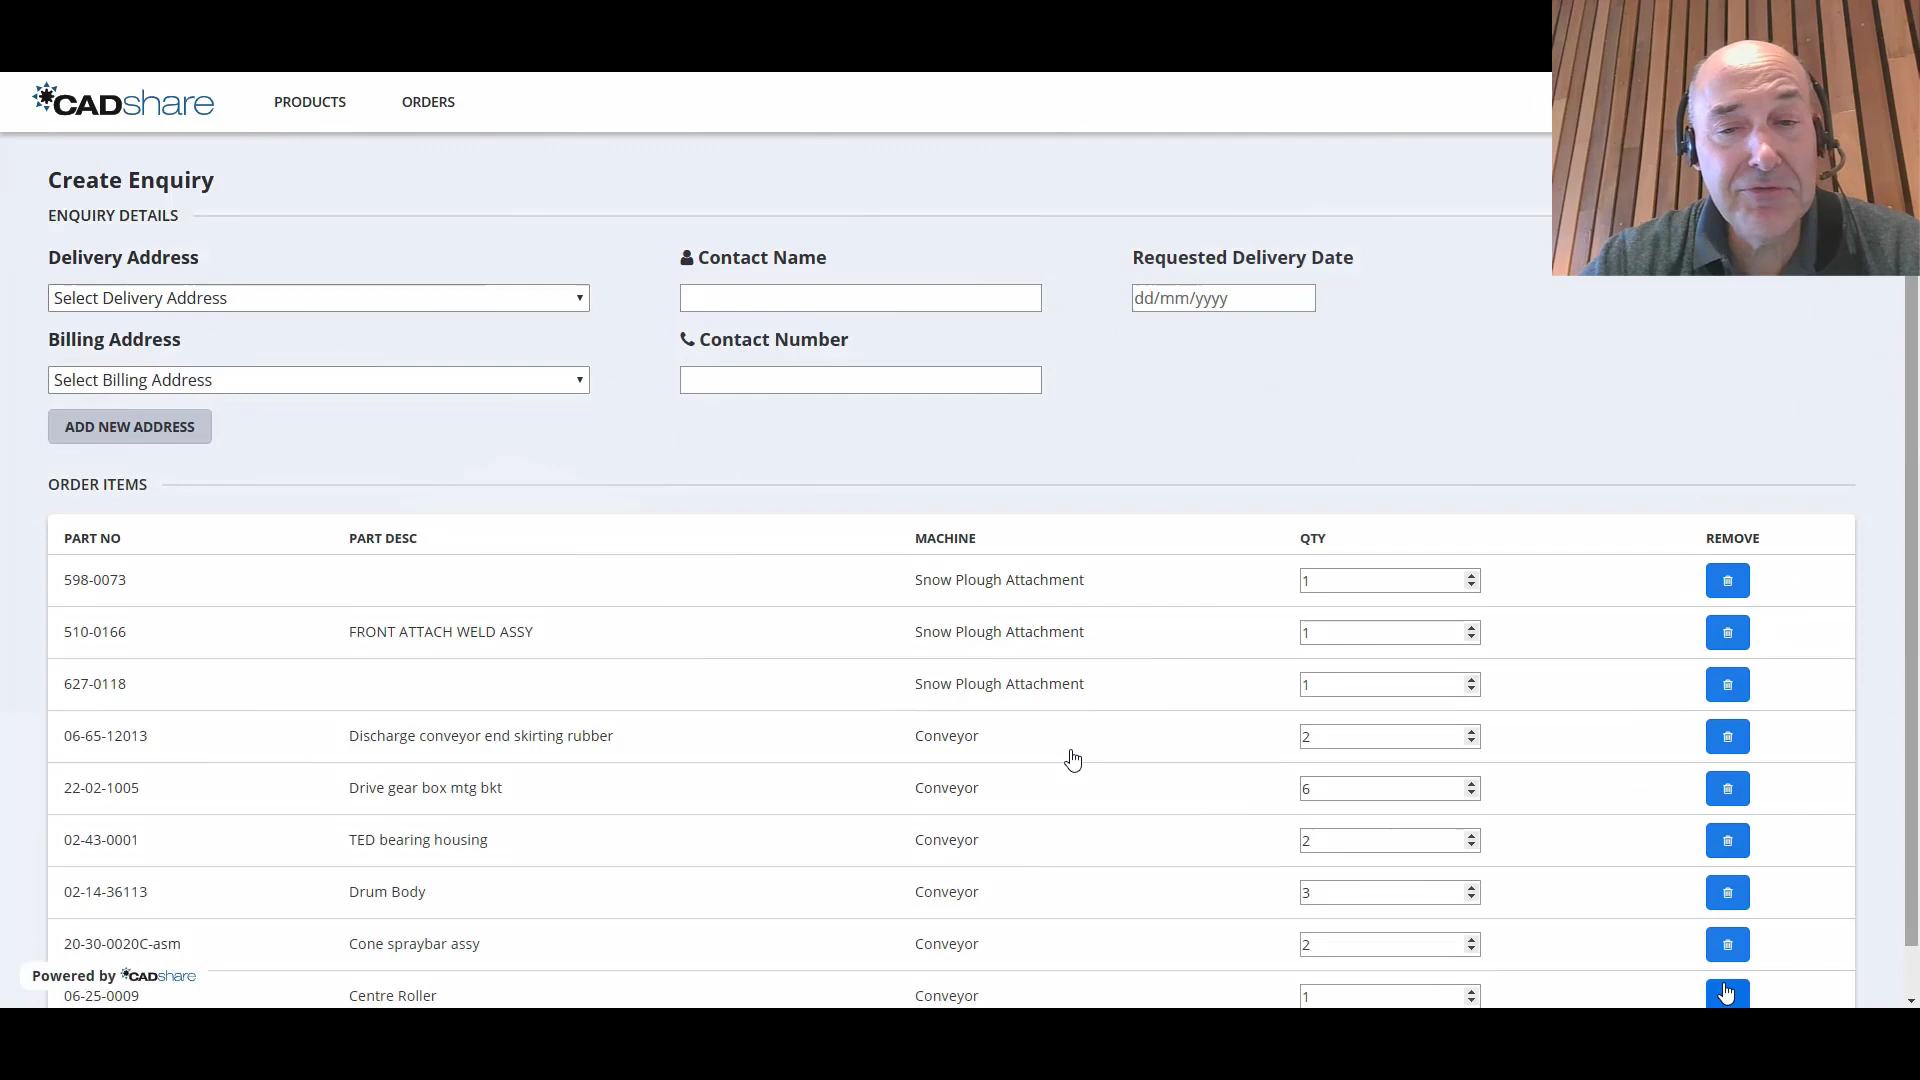 CADshare
PRODUCTS
ORDERS
Create Enquiry
ENQUIRY DETAILS
Delivery Address
Contact Name
Requested Delivery Date
Select Delivery Address
dd/mm/yyyy
Billing Address
Contact Number
Select Billing Address
ADD NEW ADDRESS
ORDER ITEMS
PART NO PART DESC MACHINE QTY REMOVE
598-0073 Snow Plough Attachment 1
510-0166 FRONT ATTACH WELD ASSY Snow Plough Attachment 1
627-0118 Snow Plough Attachment 1
06-65-12013 Discharge conveyor end skirting rubber Conveyor 2
22-02-1005 Drive gear box mtg bkt Conveyor 6
02-43-0001 TED bearing housing Conveyor 2
02-14-36113 Drum Body Conveyor 3
20-30-0020C-asm Cone spraybar assy Conveyor 2
Powered by CADshare
06-25-0009 Centre Roller Conveyor 1